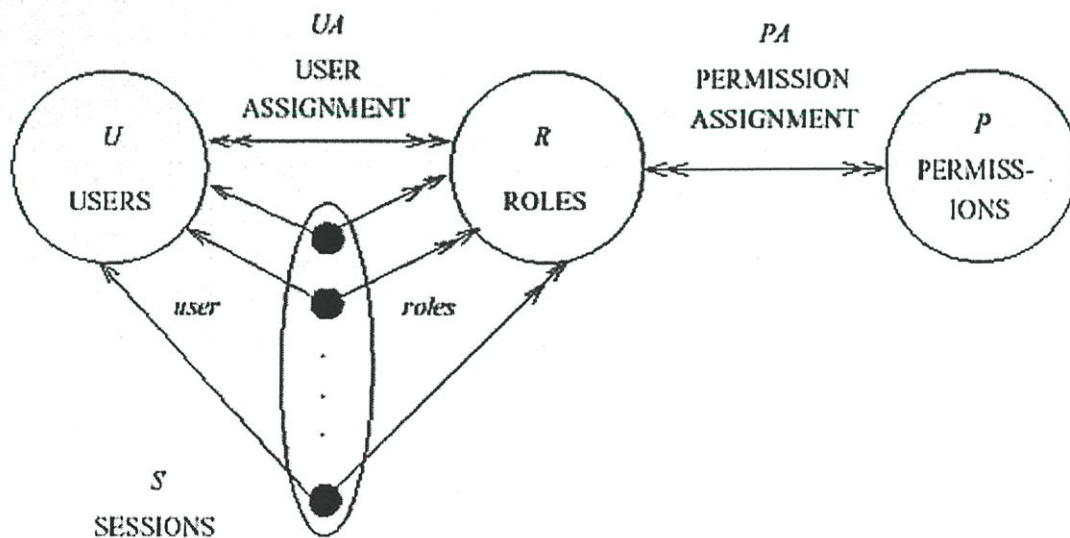 UA
USER
ASSIGNMENT
PA
PERMISSION
ASSIGNMENT
U
USERS
R
ROLES
P
PERMISS-
IONS
user
roles
S
SESSIONS